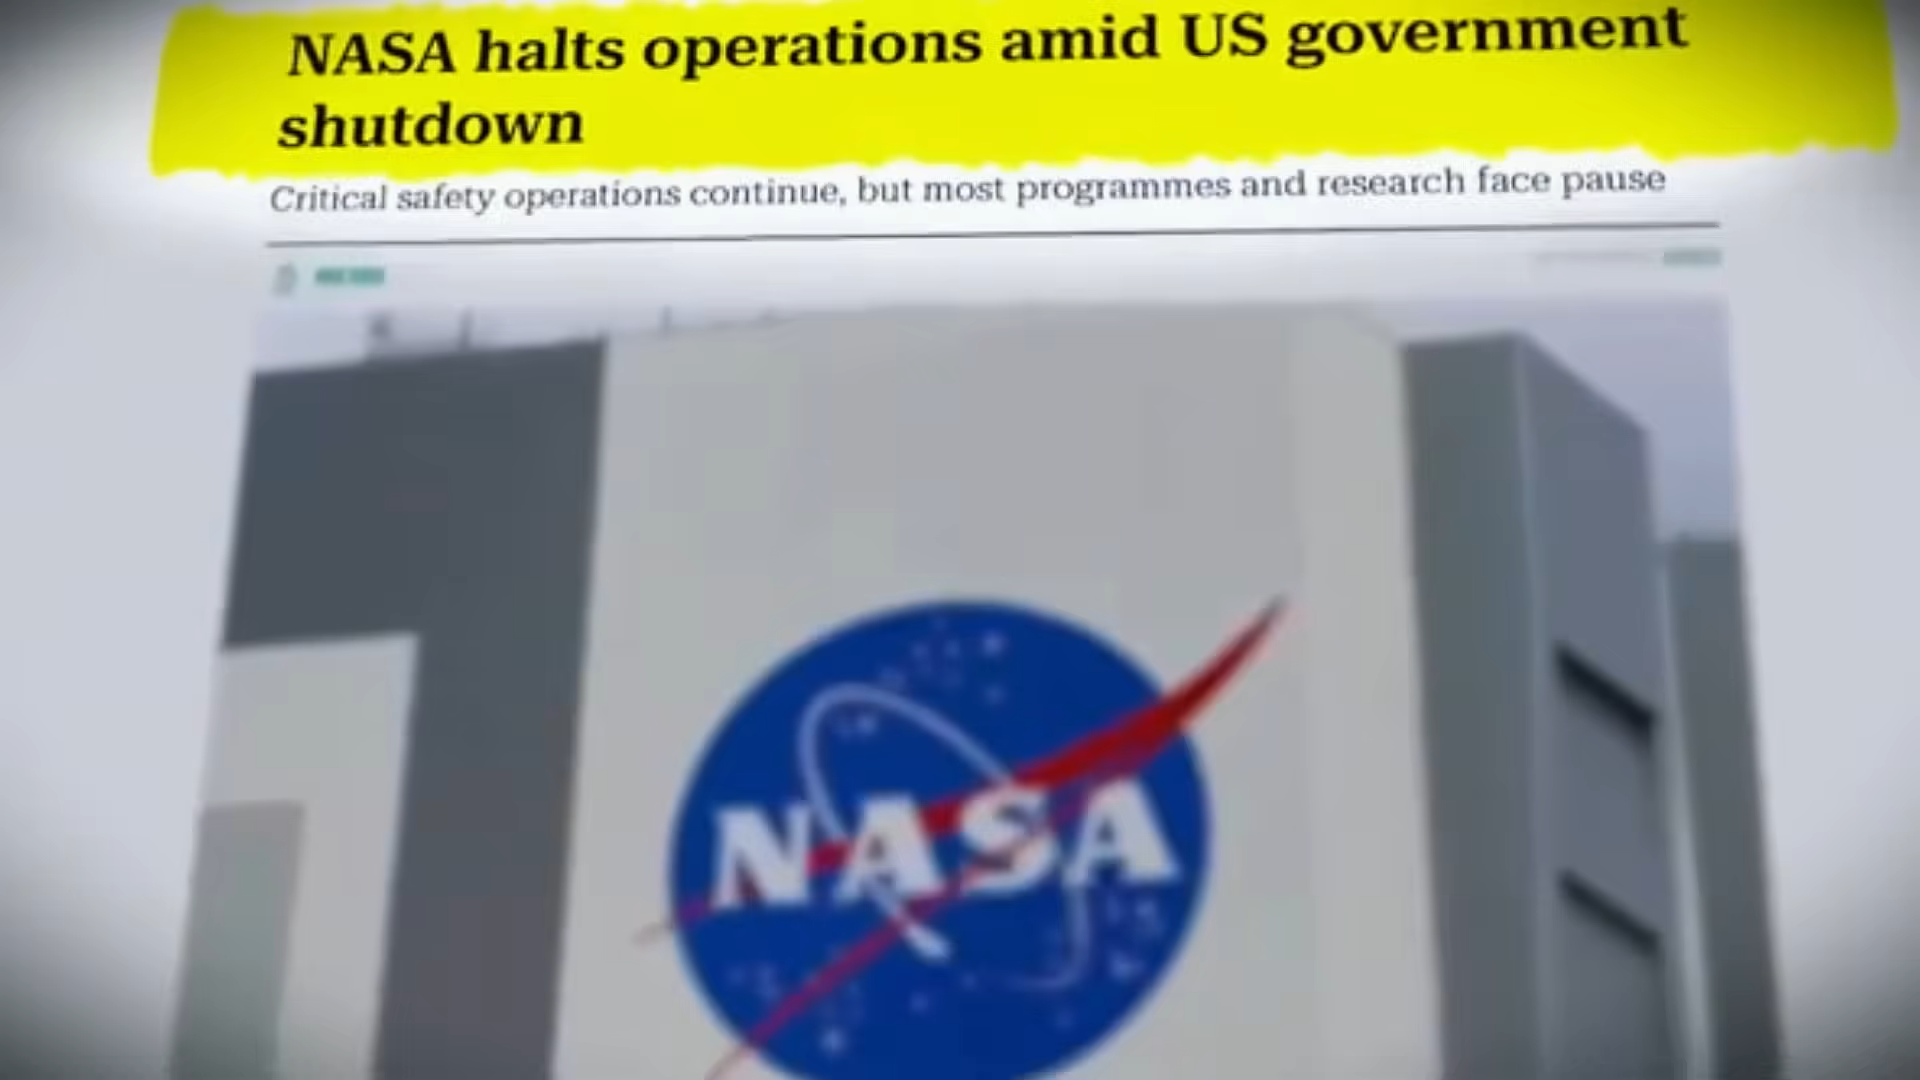 NASA halts operations amid US government
shutdown
Critical safety operations continue, but most programmes and research face pause
NASA